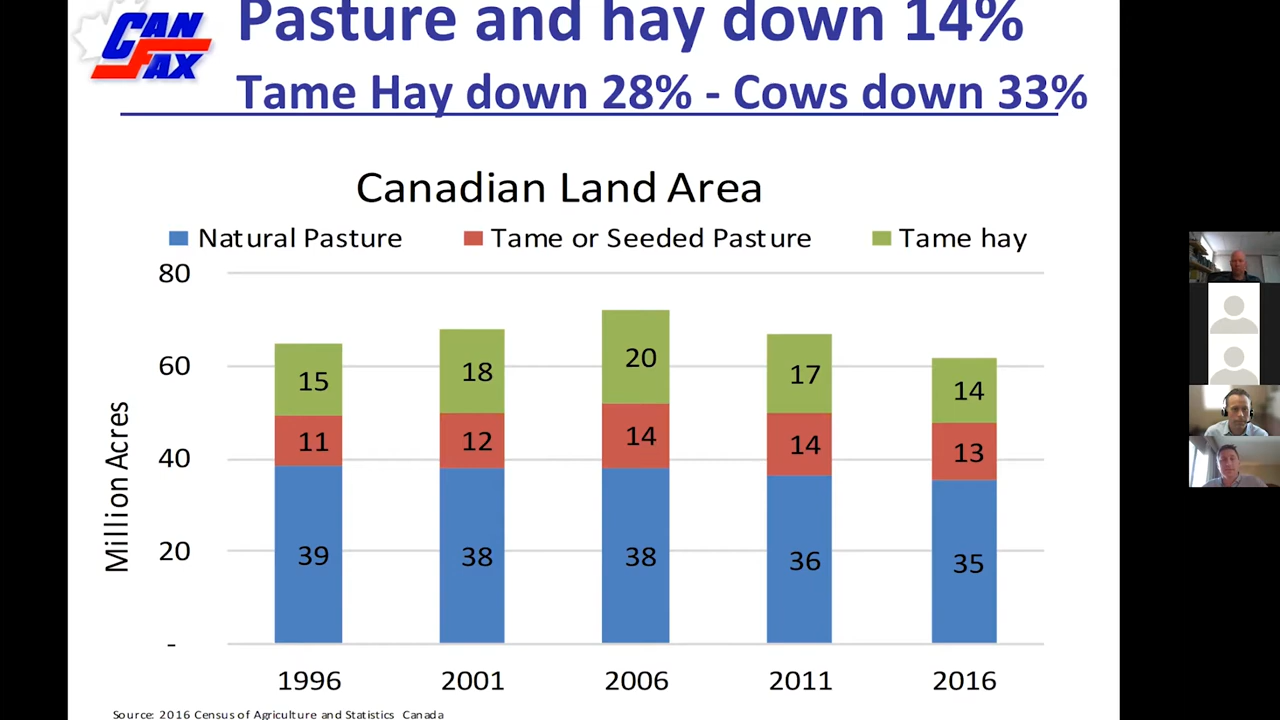 CAN
FAX
Pasture and hay down 14%
Tame Hay down 28% - Cows down 33%
Canadian Land Area
Natural Pasture Tame or Seeded Pasture Tame hay
80
60
40
20
-
Million Acres
15 18 20 17 14
11 12 14 14 13
39 38 38 36 35
1996 2001 2006 2011 2016
Source: 2016 Census of Agriculture and Statistics Canada